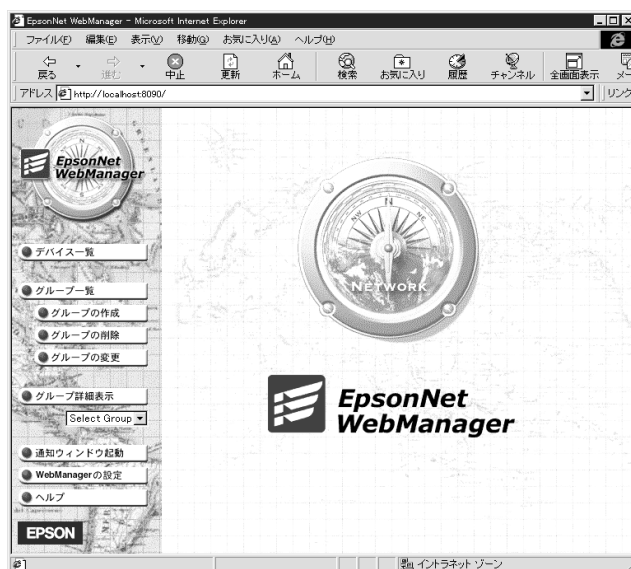 EpsonNet WebManager - Microsoft Internet Explorer
ファイル(F) 編集(E) 表示(V) 移動(G) お気に入り(A) ヘルプ(H)
戻る 進む 中止 更新 ホーム 検索 お気に入り 履歴 チャンネル 全画面表示 メー
アドレス http://localhost:8090/ リンク
EpsonNet
WebManager
デバイス一覧
グループ一覧
グループの作成
グループの削除
グループの変更
グループ詳細表示
Select Group
通知ウィンドウ起動
WebManagerの設定
ヘルプ
EPSON
N
NW
NE
NETWORK
EpsonNet
WebManager
イントラネット ゾーン